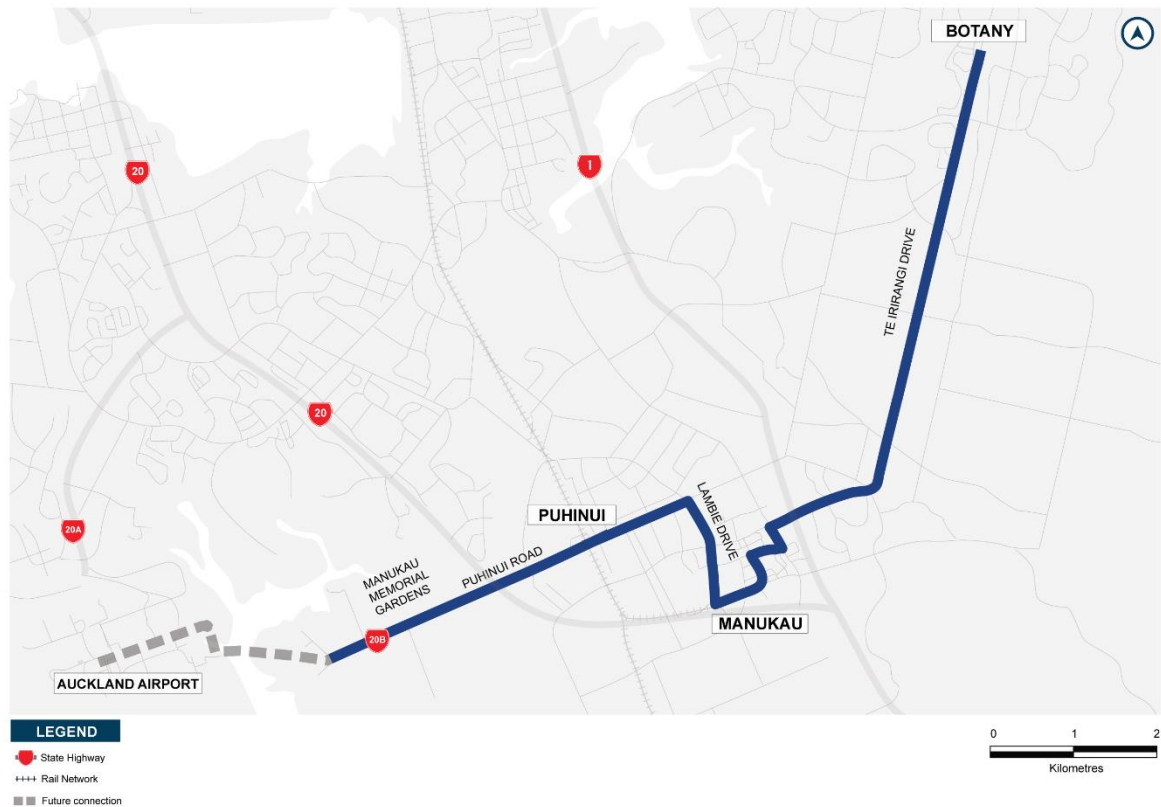 BOTANY
20
1
TE IRIRANGI DRIVE
20
20A
PUHINUI
LAMBIE DRIVE
MANUKAU
MEMORIAL
GARDENS
PUHINUI ROAD
20B
MANUKAU
AUCKLAND AIRPORT
LEGEND
State Highway
Rail Network
Future connection
0 1 2
Kilometres